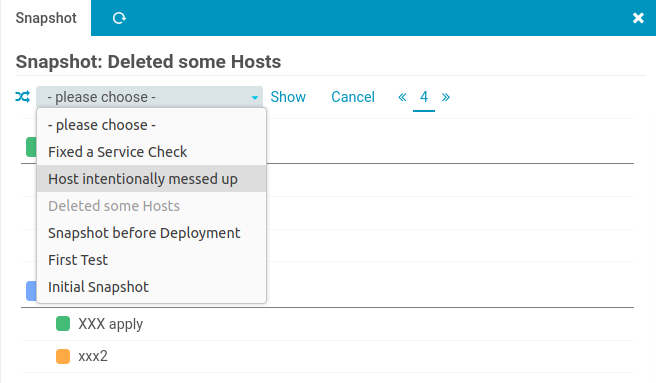 Snapshot
Snapshot: Deleted some Hosts
- please choose - Show Cancel « 4 »
- please choose -
Fixed a Service Check
Host intentionally messed up
Deleted some Hosts
Snapshot before Deployment
First Test
Initial Snapshot
XXX apply
xxx2